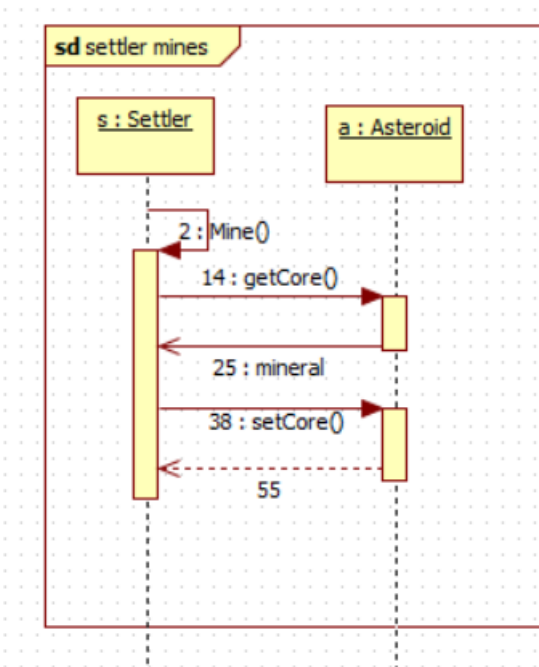 sd settler mines
s : Settler
a : Asteroid
2 : Mine()
14 : getCore()
25 : mineral
38 : setCore()
55